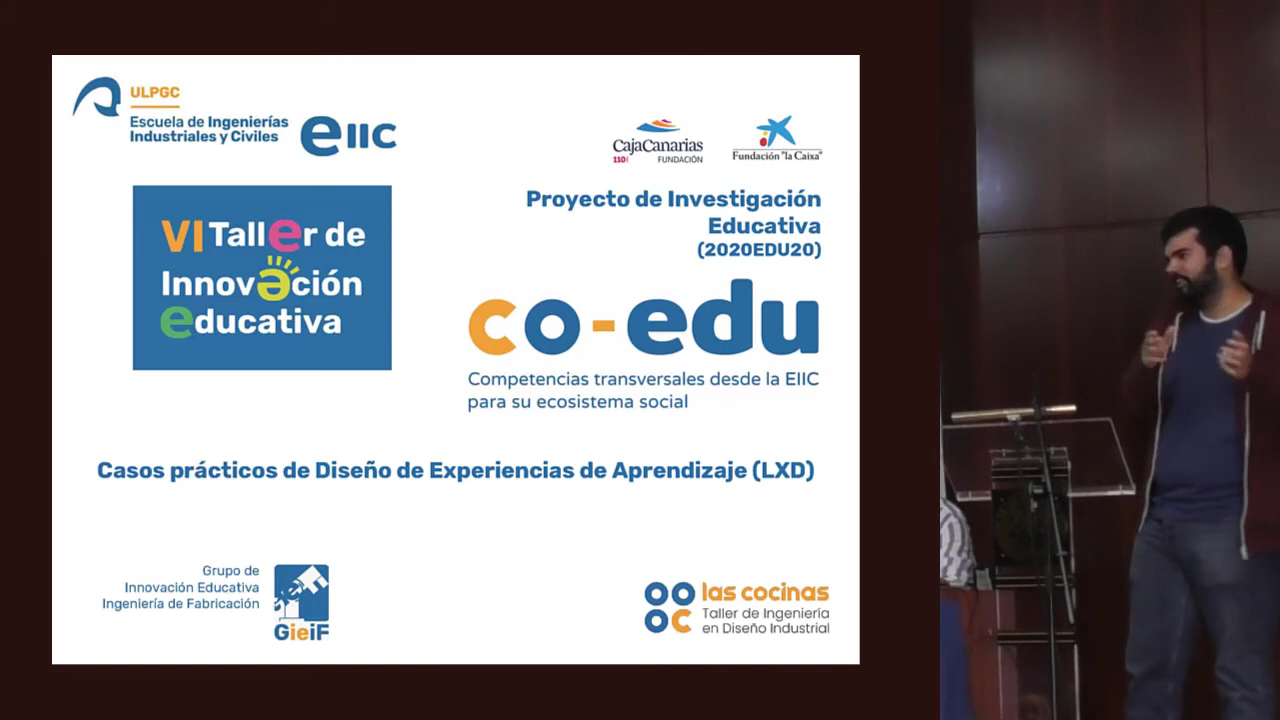 ULPGC
Escuela de Ingenierías
Industriales y Civiles
eiic
CajaCanarias
110 FUNDACIÓN
Fundación "la Caixa"
VI Taller de
Innovación
educativa
Proyecto de Investigación
Educativa
(2020EDU20)
co-edu
Competencias transversales desde la EIIC
para su ecosistema social
Casos prácticos de Diseño de Experiencias de Aprendizaje (LXD)
Grupo de
Innovación Educativa
Ingeniería de Fabricación
GieiF
las cocinas
Taller de Ingeniería
en Diseño Industrial